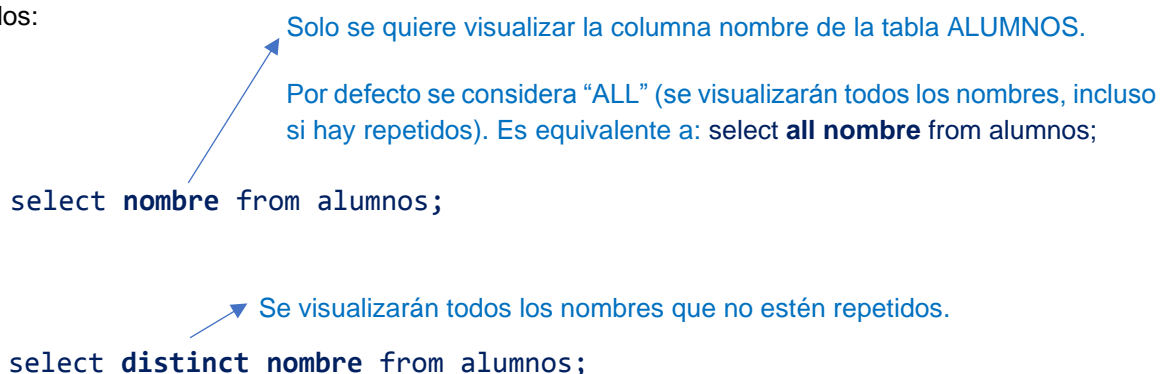 los:
Solo se quiere visualizar la columna nombre de la tabla ALUMNOS.
Por defecto se considera “ALL” (se visualizarán todos los nombres, incluso
si hay repetidos). Es equivalente a: select all nombre from alumnos;
select nombre from alumnos;
Se visualizarán todos los nombres que no estén repetidos.
select distinct nombre from alumnos;